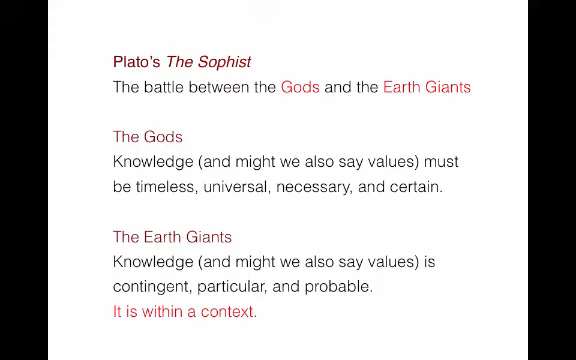 Plato's The Sophist
The battle between the Gods and the Earth Giants
The Gods
Knowledge (and might we also say values) must
be timeless, universal, necessary, and certain.
The Earth Giants
Knowledge (and might we also say values) is
contingent, particular, and probable.
It is within a context.